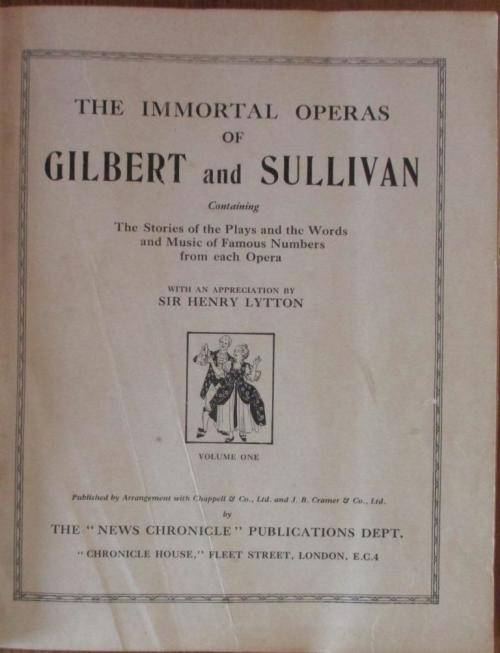 THE IMMORTAL OPERAS
OF
GILBERT and SULLIVAN
Containing
The Stories of the Plays and the Words
and Music of Famous Numbers
from each Opera
WITH AN APPRECIATION BY
SIR HENRY LYTTON
VOLUME ONE
Published by Arrangement with Chappell & Co., Ltd. and J. B. Cramer & Co., Ltd.
by
THE "NEWS CHRONICLE" PUBLICATIONS DEPT.
"CHRONICLE HOUSE," FLEET STREET, LONDON, E.C.4